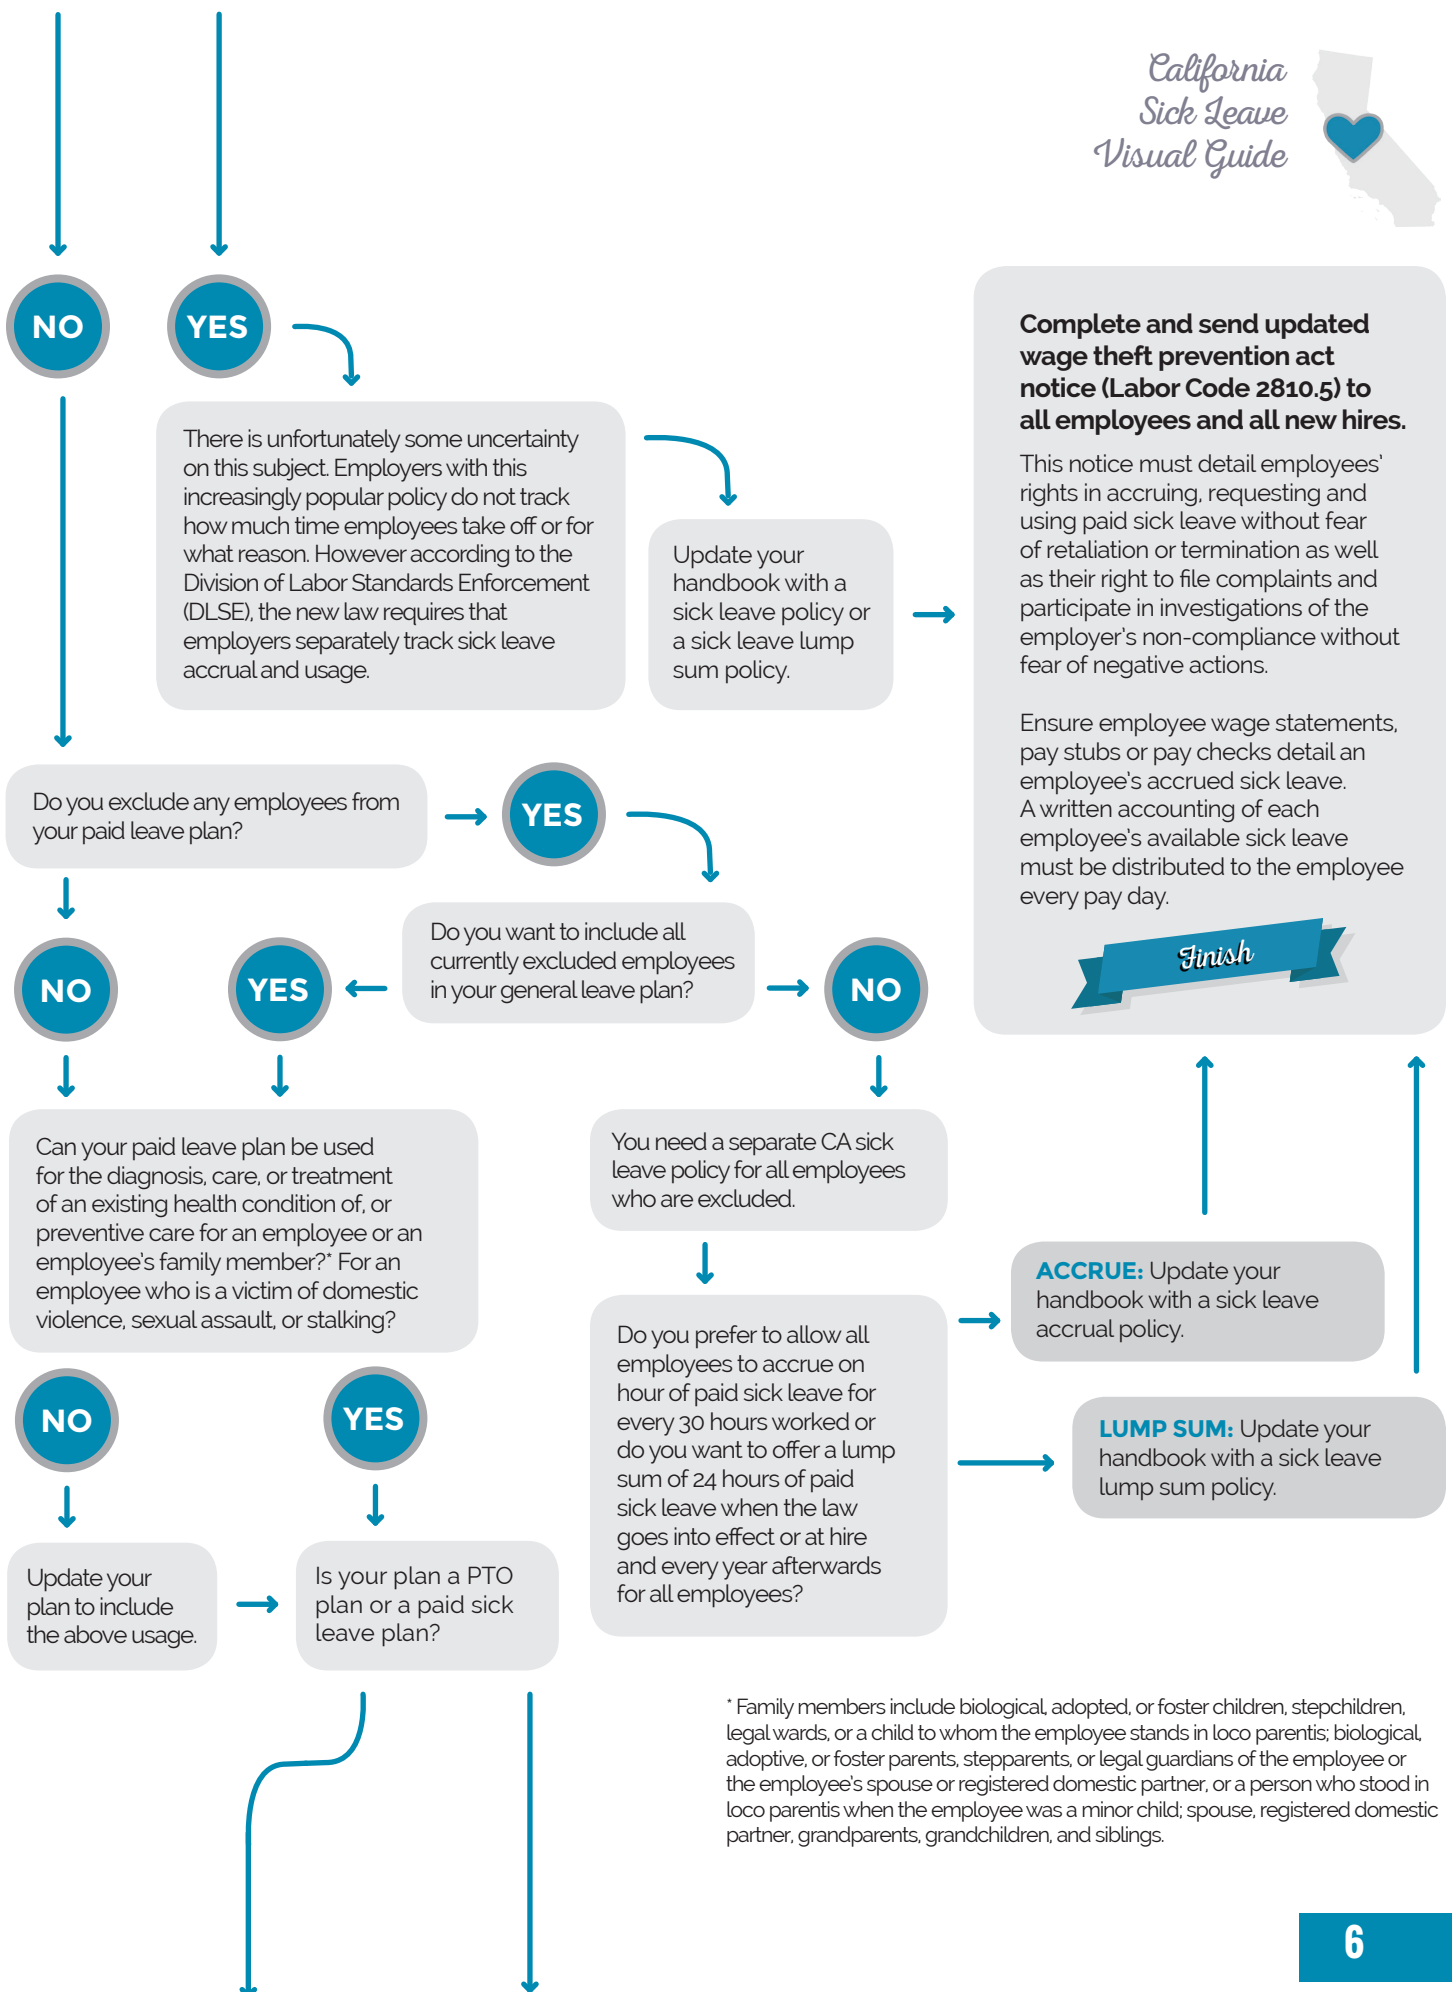 California
Sick Leave
Visual Guide
NO
YES
There is unfortunately some uncertainty
on this subject. Employers with this
increasingly popular policy do not track
how much time employees take off or for
what reason. However according to the
Division of Labor Standards Enforcement
(DLSE), the new law requires that
employers separately track sick leave
accrual and usage.
Update your
handbook with a
sick leave policy or
a sick leave lump
sum policy.
Complete and send updated
wage theft prevention act
notice (Labor Code 2810.5) to
all employees and all new hires.
This notice must detail employees'
rights in accruing, requesting and
using paid sick leave without fear
of retaliation or termination as well
as their right to file complaints and
participate in investigations of the
employer's non-compliance without
fear of negative actions.
Ensure employee wage statements,
pay stubs or pay checks detail an
employee's accrued sick leave.
A written accounting of each
employee's available sick leave
must be distributed to the employee
every pay day.
Finish
Do you exclude any employees from
your paid leave plan?
YES
NO
YES
Do you want to include all
currently excluded employees
in your general leave plan?
NO
Can your paid leave plan be used
for the diagnosis, care, or treatment
of an existing health condition of, or
preventive care for an employee or an
employee's family member?* For an
employee who is a victim of domestic
violence, sexual assault, or stalking?
You need a separate CA sick
leave policy for all employees
who are excluded.
Do you prefer to allow all
employees to accrue on
hour of paid sick leave for
every 30 hours worked or
do you want to offer a lump
sum of 24 hours of paid
sick leave when the law
goes into effect or at hire
and every year afterwards
for all employees?
ACCRUE: Update your
handbook with a sick leave
accrual policy.
LUMP SUM: Update your
handbook with a sick leave
lump sum policy.
NO
YES
Update your
plan to include
the above usage.
Is your plan a PTO
plan or a paid sick
leave plan?
* Family members include biological, adopted, or foster children, stepchildren,
legal wards, or a child to whom the employee stands in loco parentis; biological,
adoptive, or foster parents, stepparents, or legal guardians of the employee or
the employee's spouse or registered domestic partner, or a person who stood in
loco parentis when the employee was a minor child; spouse, registered domestic
partner, grandparents, grandchildren, and siblings.
6